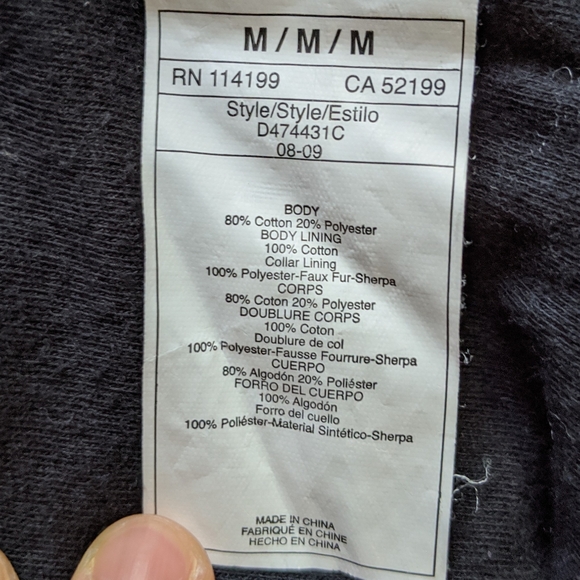 M / M / M
RN 114199 CA 52199
Style/Style/Estilo
D474431C
08-09
BODY
80% Cotton 20% Polyester
BODY LINING
100% Cotton
Collar Lining
100% Polyester-Faux Fur-Sherpa
CORPS
80% Coton 20% Polyester
DOUBLURE CORPS
100% Coton
Doublure de col
100% Polyester-Fausse Fourrure-Sherpa
CUERPO
80% Algodón 20% Poliéster
FORRO DEL CUERPO
100% Algodón
Forro del cuello
100% Poliéster-Material Sintético-Sherpa
MADE IN CHINA
FABRIQUÉ EN CHINE
HECHO EN CHINA